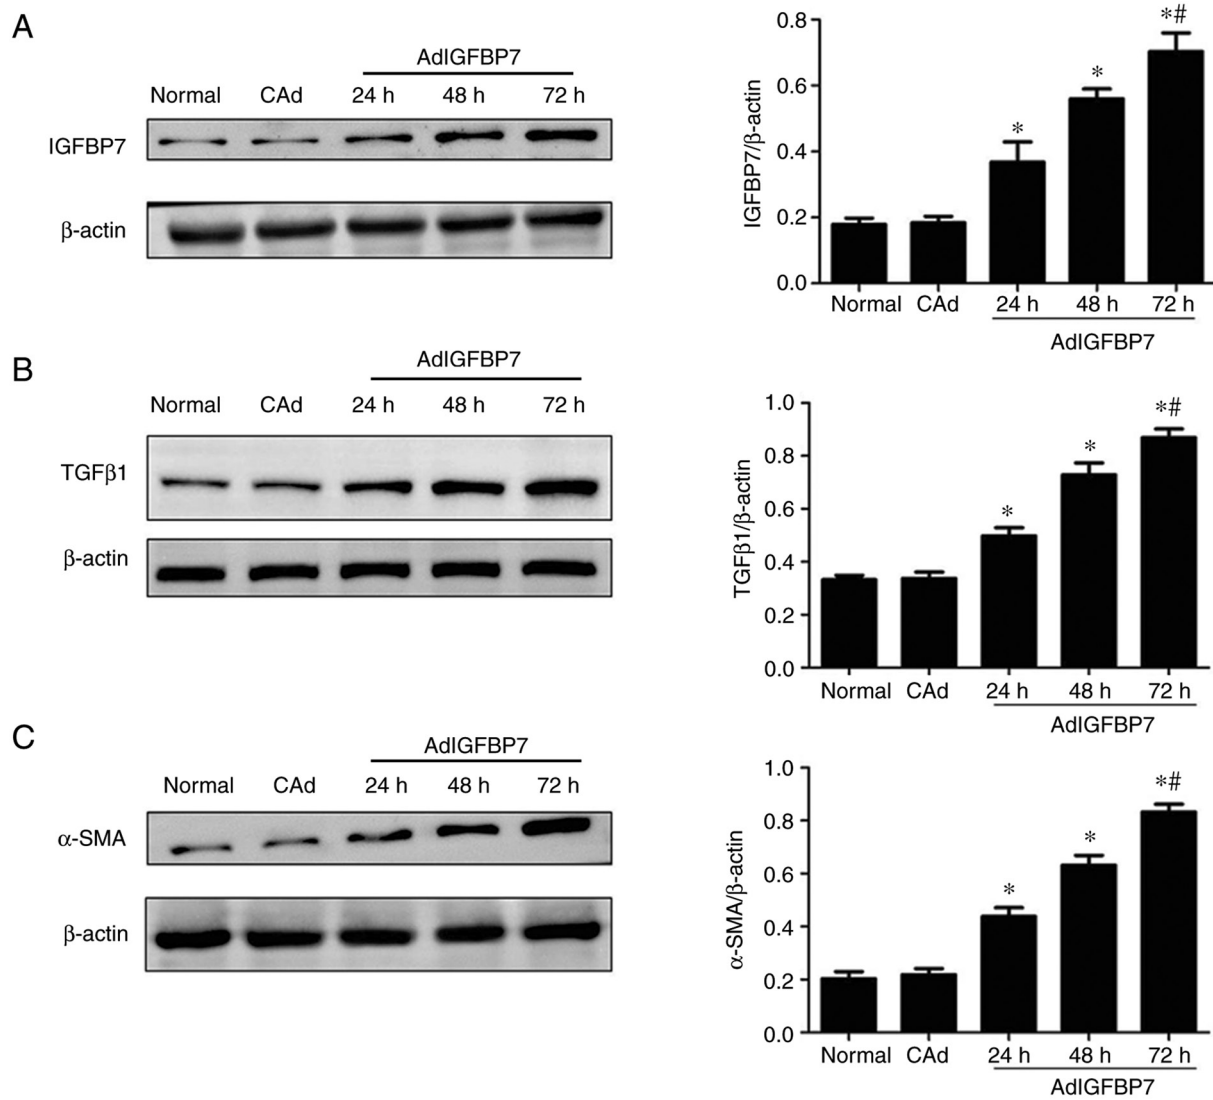 A
AdIGFBP7
Normal CAd 24 h 48 h 72 h
IGFBP7
β-actin
0.8
0.6
0.4
0.2
0.0
IGFBP7/β-actin
* * *#
Normal CAd 24 h 48 h 72 h
AdIGFBP7
B
AdIGFBP7
Normal CAd 24 h 48 h 72 h
TGFβ1
β-actin
1.0
0.8
0.6
0.4
0.2
0.0
TGFβ1/β-actin
* * *#
Normal CAd 24 h 48 h 72 h
AdIGFBP7
C
AdIGFBP7
Normal CAd 24 h 48 h 72 h
α-SMA
β-actin
1.0
0.8
0.6
0.4
0.2
0.0
α-SMA/β-actin
* * *#
Normal CAd 24 h 48 h 72 h
AdIGFBP7